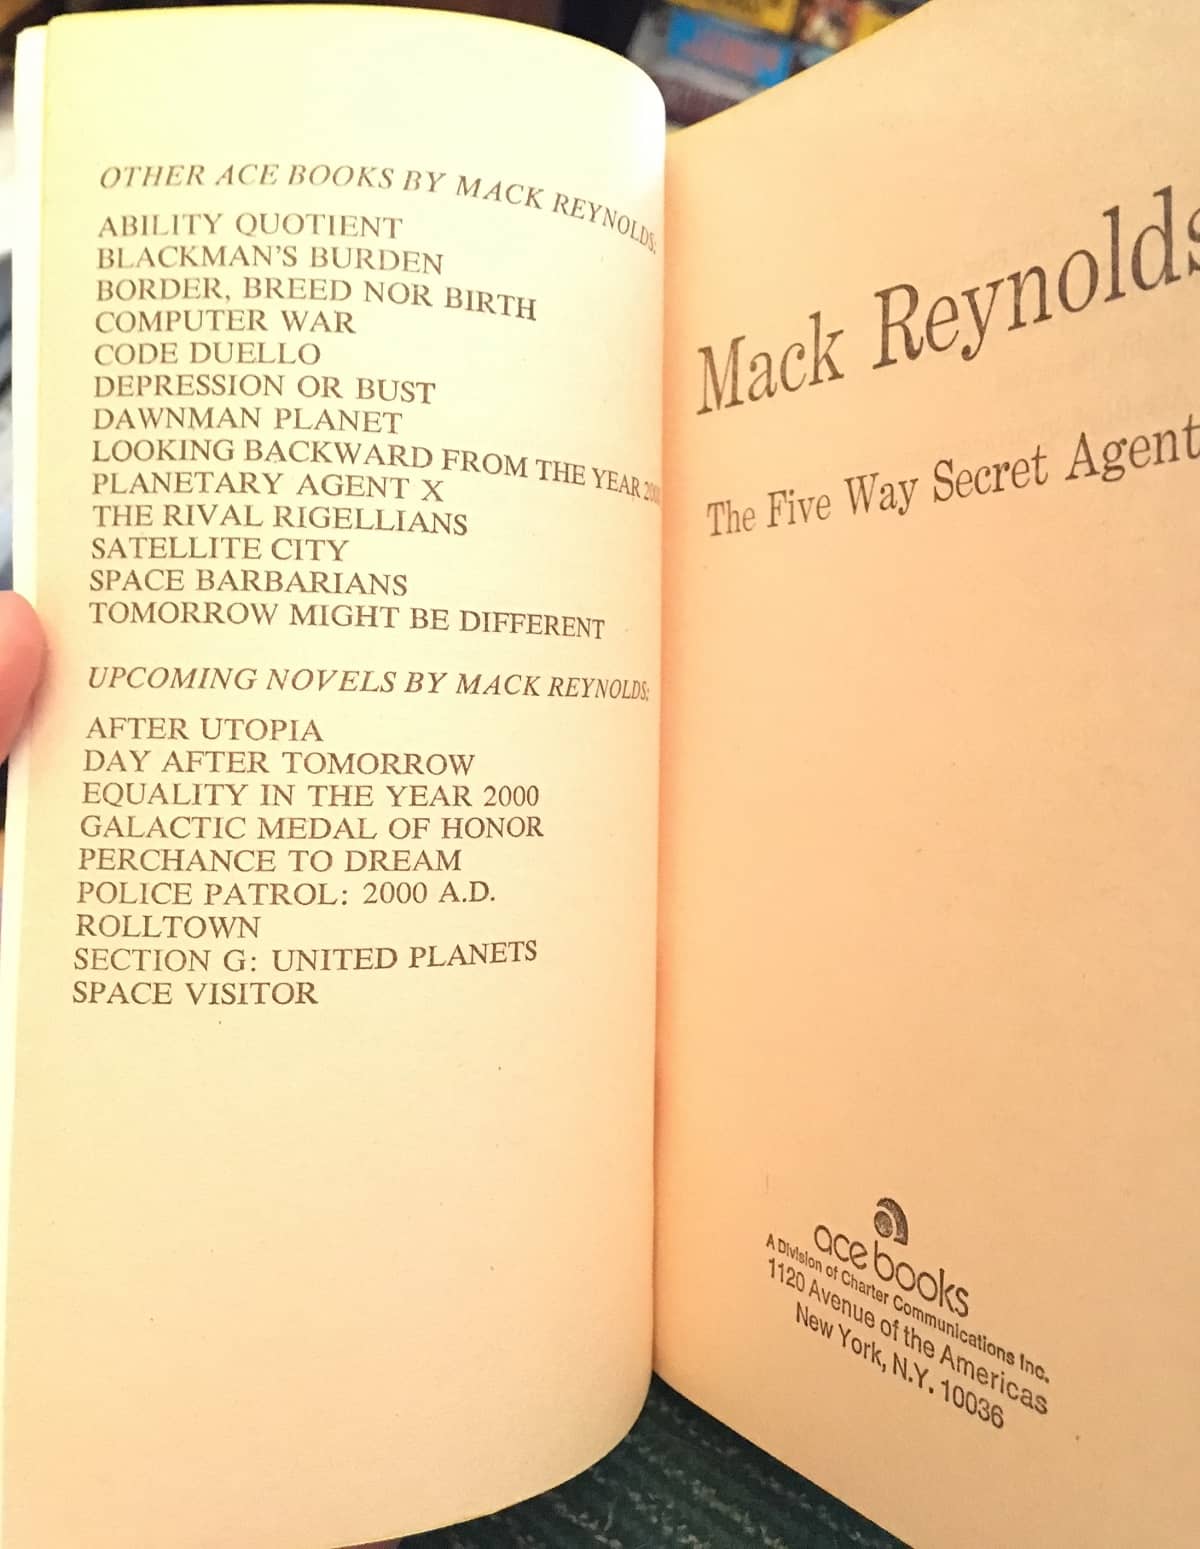 OTHER ACE BOOKS BY MACK REYNOLDS:
ABILITY QUOTIENT
BLACKMAN'S BURDEN
BORDER, BREED NOR BIRTH
COMPUTER WAR
CODE DUELLO
DEPRESSION OR BUST
DAWNMAN PLANET
LOOKING BACKWARD FROM THE YEAR 2000
PLANETARY AGENT X
THE RIVAL RIGELLIANS
SATELLITE CITY
SPACE BARBARIANS
TOMORROW MIGHT BE DIFFERENT
UPCOMING NOVELS BY MACK REYNOLDS:
AFTER UTOPIA
DAY AFTER TOMORROW
EQUALITY IN THE YEAR 2000
GALACTIC MEDAL OF HONOR
PERCHANCE TO DREAM
POLICE PATROL: 2000 A.D.
ROLLTOWN
SECTION G: UNITED PLANETS
SPACE VISITOR
Mack Reynolds
The Five Way Secret Agent
ace books
A Division of Charter Communications Inc.
1120 Avenue of the Americas
New York, N.Y. 10036